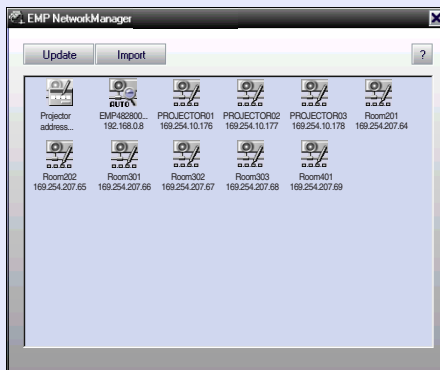 EMP NetworkManager
Update Import ?
AUTO
Projector EMP482800... PROJECTOR01 PROJECTOR02 PROJECTOR03 Room201
address... 192.168.0.8 169.254.10.176 169.254.10.177 169.254.10.178 169.254.207.64
Room202 Room301 Room302 Room303 Room401
169.254.207.65 169.254.207.66 169.254.207.67 169.254.207.68 169.254.207.69